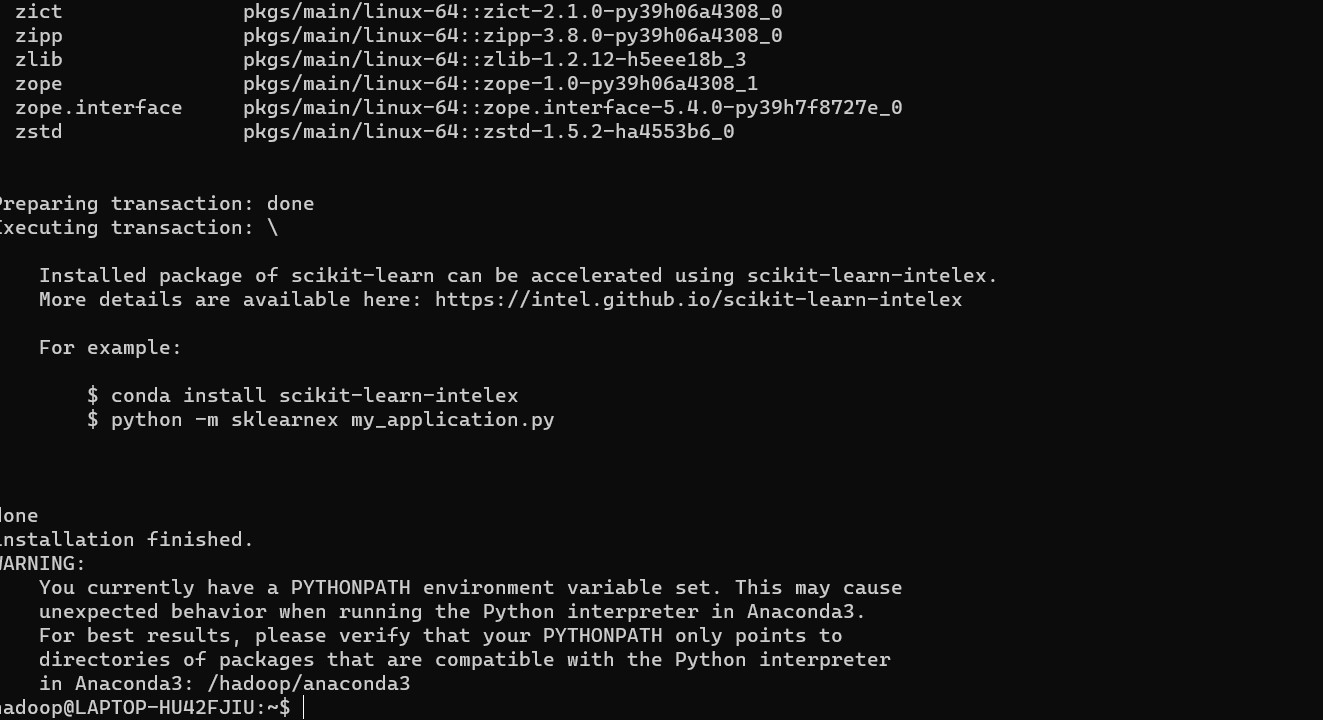 zict pkgs/main/linux-64::zict-2.1.0-py39h06a4308_0
zipp pkgs/main/linux-64::zipp-3.8.0-py39h06a4308_0
zlib pkgs/main/linux-64::zlib-1.2.12-h5eee18b_3
zope pkgs/main/linux-64::zope-1.0-py39h06a4308_1
zope.interface pkgs/main/linux-64::zope.interface-5.4.0-py39h7f8727e_0
zstd pkgs/main/linux-64::zstd-1.5.2-ha4553b6_0
Preparing transaction: done
Executing transaction: \
Installed package of scikit-learn can be accelerated using scikit-learn-intelex.
More details are available here: https://intel.github.io/scikit-learn-intelex
For example:
$ conda install scikit-learn-intelex
$ python -m sklearnex my_application.py
done
installation finished.
WARNING:
You currently have a PYTHONPATH environment variable set. This may cause
unexpected behavior when running the Python interpreter in Anaconda3.
For best results, please verify that your PYTHONPATH only points to
directories of packages that are compatible with the Python interpreter
in Anaconda3: /hadoop/anaconda3
hadoop@LAPTOP-HU42FJIU:~$